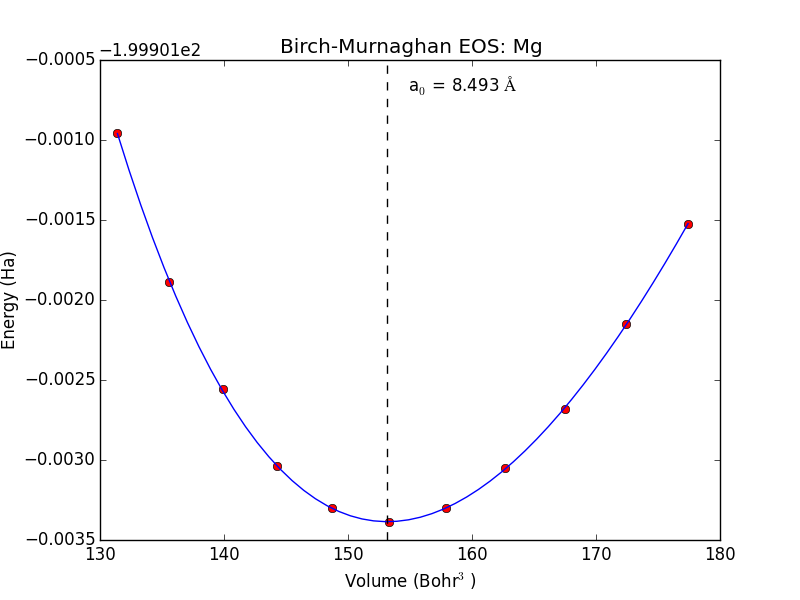 Birch-Murnaghan EOS: Mg
−1.99901e2
a₀ = 8.493 Å
−0.0005
−0.0010
−0.0015
−0.0020
−0.0025
−0.0030
−0.0035
Energy (Ha)
130 140 150 160 170 180
Volume (Bohr³ )